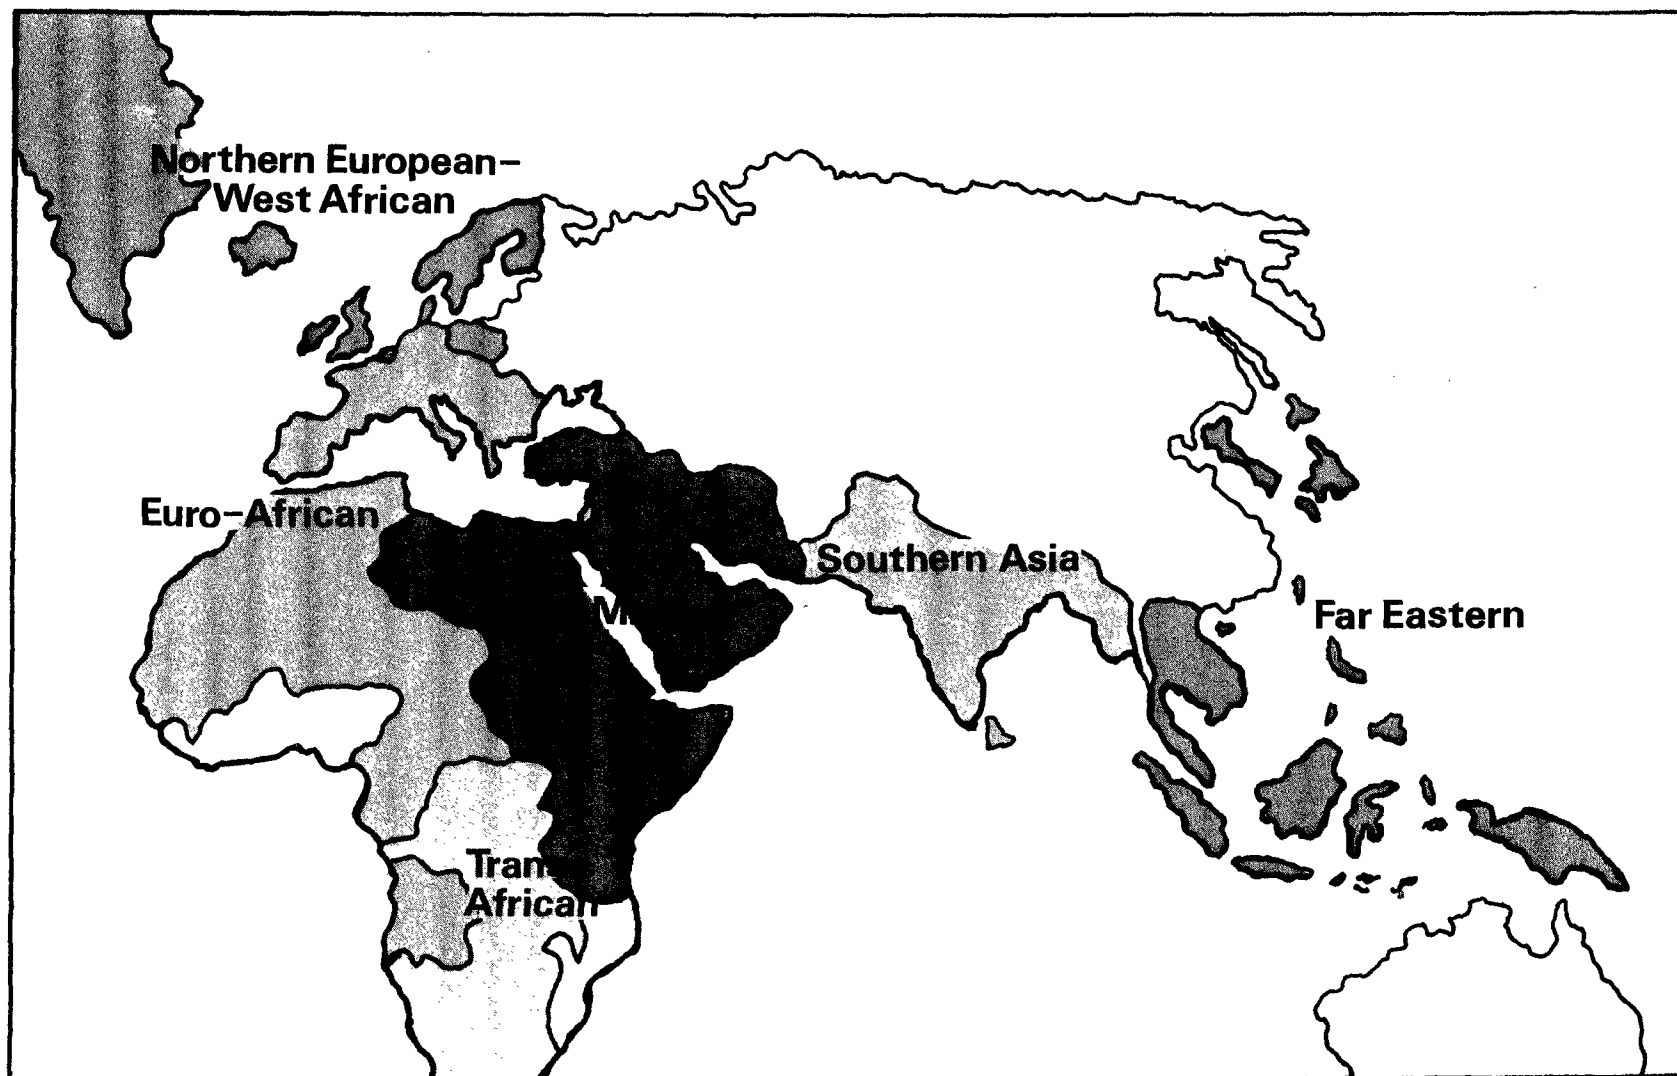 Northern European–
West African
Euro–African
Southern Asia
Far Eastern
African